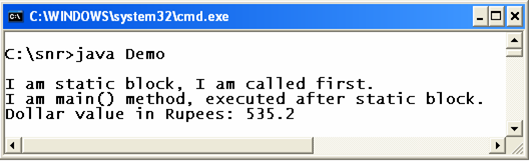 C:\WINDOWS\system32\cmd.exe
C:\snr>java Demo
I am static block, I am called first.
I am main() method, executed after static block.
Dollar value in Rupees: 535.2